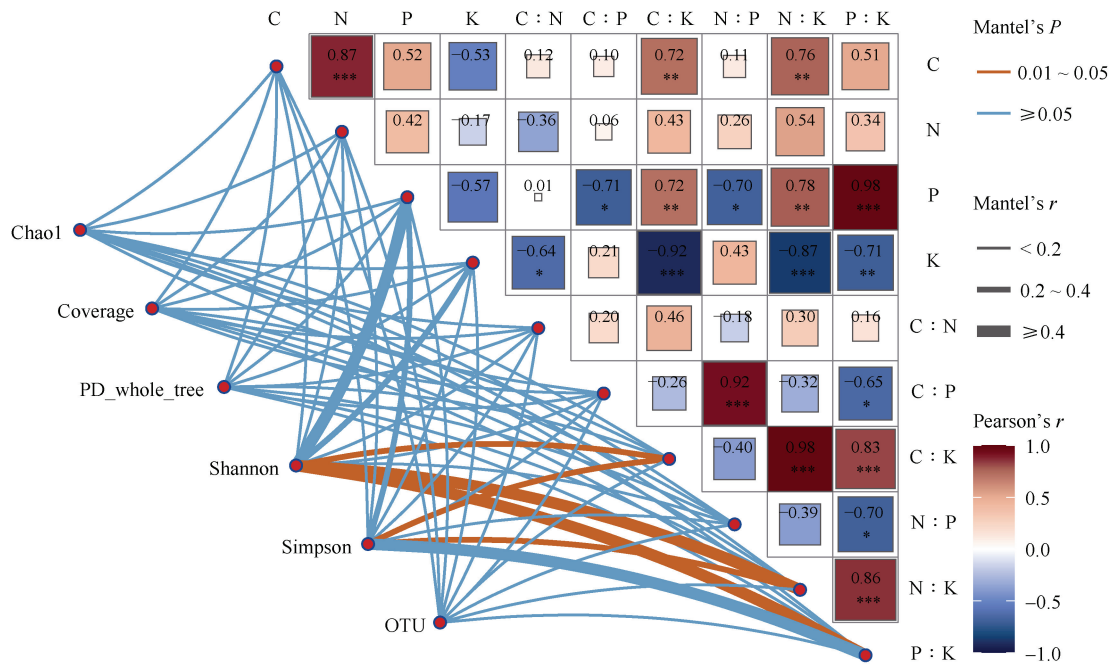 C N P K C∶N C∶P C∶K N∶P N∶K P∶K
0.87 0.52 −0.53 0.12 0.10 0.72 0.11 0.76 0.51 C
*** ** **
0.42 −0.17 −0.36 0.06 0.43 0.26 0.54 0.34 N
−0.57 0.01 −0.71 0.72 −0.70 0.78 0.98 P
* ** * ** ***
−0.64 0.21 −0.92 0.43 −0.87 −0.71 K
* *** *** **
0.20 0.46 −0.18 0.30 0.16 C∶N
−0.26 0.92 −0.32 −0.65 C∶P
*** *
−0.40 0.98 0.83 C∶K
*** ***
−0.39 −0.70 N∶P
*
0.86 N∶K
***
P∶K
Chao1
Coverage
PD_whole_tree
Shannon
Simpson
OTU
Mantel's P
0.01 ~ 0.05
≥0.05
Mantel's r
< 0.2
0.2 ~ 0.4
≥0.4
Pearson's r
1.0
0.5
0.0
−0.5
−1.0